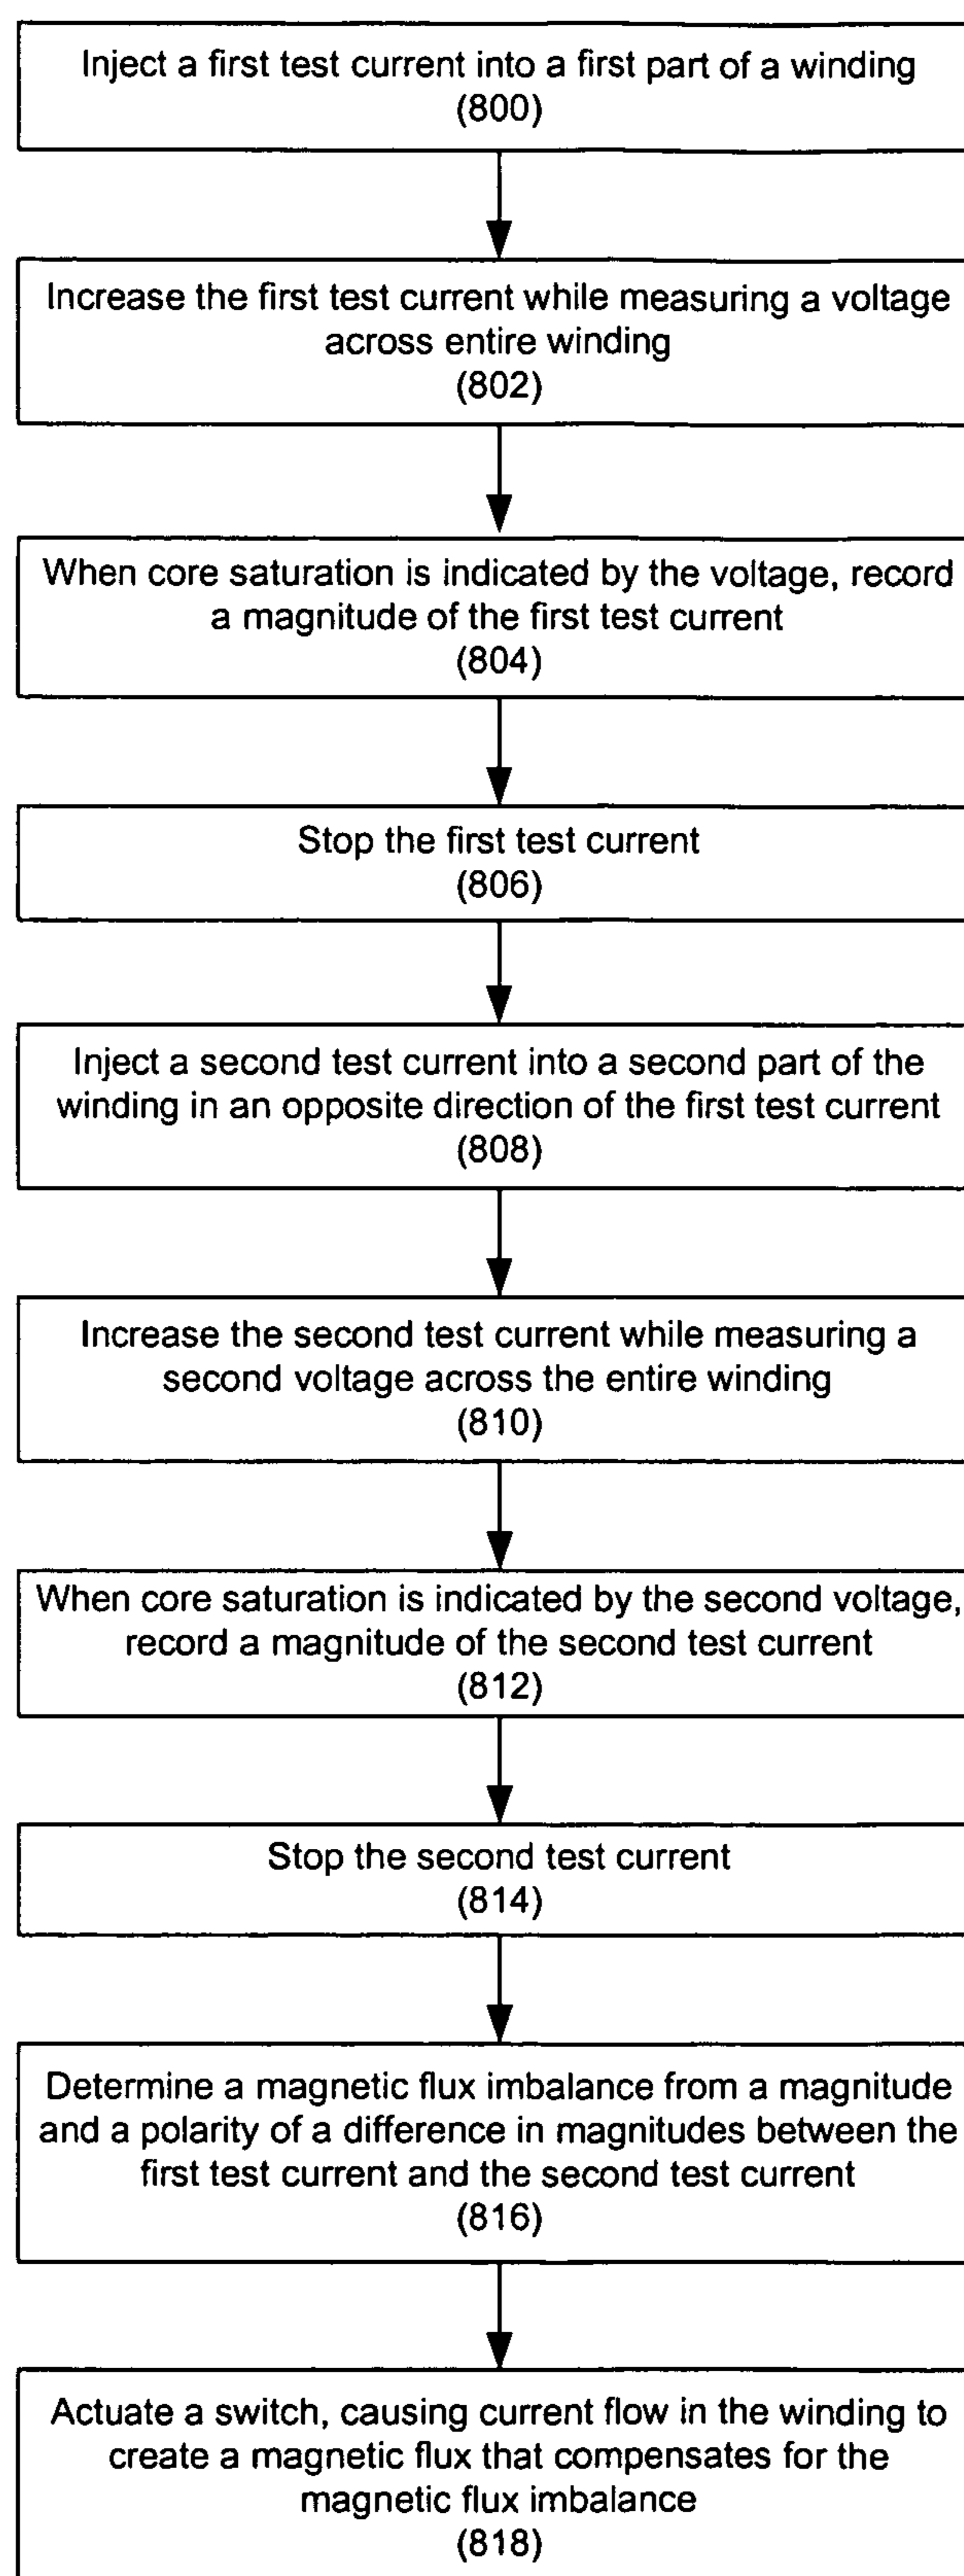 Inject a first test current into a first part of a winding
(800)
Increase the first test current while measuring a voltage
across entire winding
(802)
When core saturation is indicated by the voltage, record
a magnitude of the first test current
(804)
Stop the first test current
(806)
Inject a second test current into a second part of the
winding in an opposite direction of the first test current
(808)
Increase the second test current while measuring a
second voltage across the entire winding
(810)
When core saturation is indicated by the second voltage,
record a magnitude of the second test current
(812)
Stop the second test current
(814)
Determine a magnetic flux imbalance from a magnitude
and a polarity of a difference in magnitudes between the
first test current and the second test current
(816)
Actuate a switch, causing current flow in the winding to
create a magnetic flux that compensates for the
magnetic flux imbalance
(818)